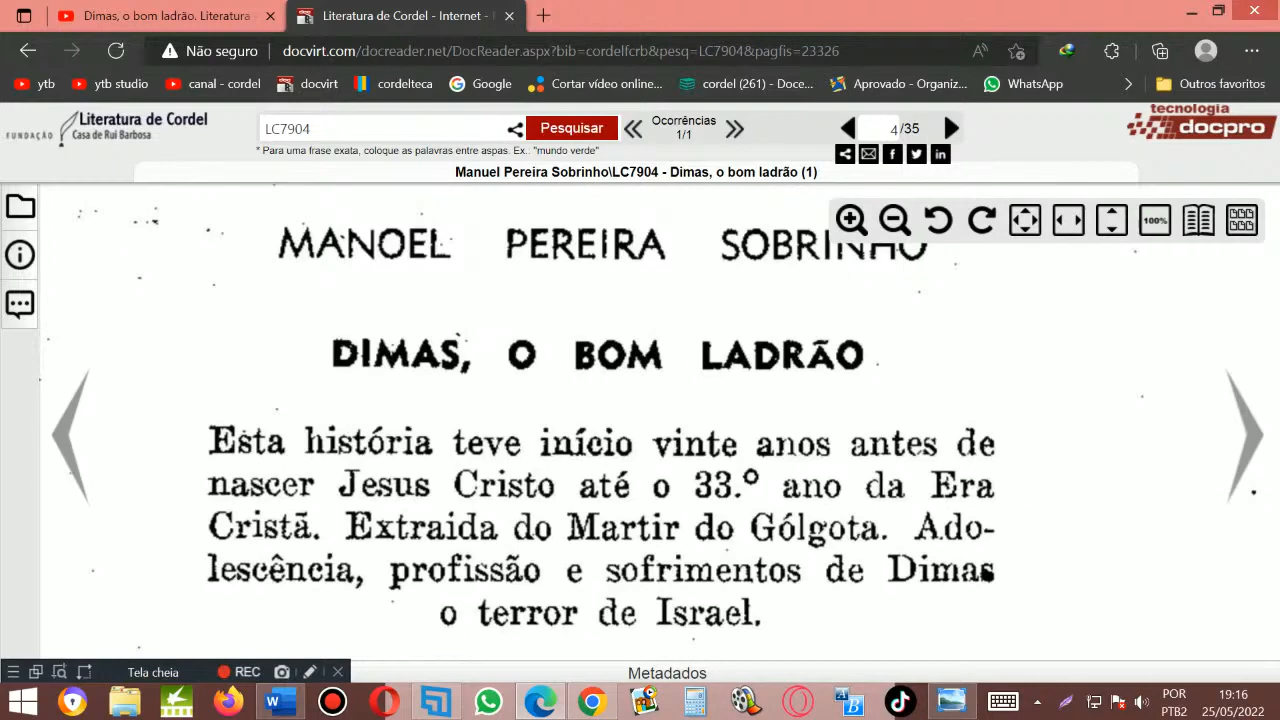 Dimas, o bom ladrão. Literatura
Literatura de Cordel - Internet - I
Não seguro
docvirt.com/docreader.net/DocReader.aspx?bib=cordelfcrb&pesq=LC7904&pagfis=23326
ytb
ytb studio
canal - cordel
docvirt
cordelteca
Google
Cortar vídeo online...
cordel (261) - Doce...
Aprovado - Organiz...
WhatsApp
Outros favoritos
FUNDAÇÃO
Literatura de Cordel
Casa de Rui Barbosa
LC7904
Pesquisar
Ocorrências
1/1
4 /35
tecnologia
docpro
* Para uma frase exata, coloque as palavras entre aspas. Ex.: "mundo verde"
Manuel Pereira Sobrinho\LC7904 - Dimas, o bom ladrão (1)
100%
MANOEL PEREIRA SOBRINHO
DIMAS, O BOM LADRÃO
Esta história teve início vinte anos antes de
nascer Jesus Cristo até o 33.º ano da Era
Cristã. Extraida do Martir do Gólgota. Ado-
lescência, profissão e sofrimentos de Dimas
o terror de Israel.
Tela cheia
REC
Metadados
POR
PTB2
19:16
25/05/2022